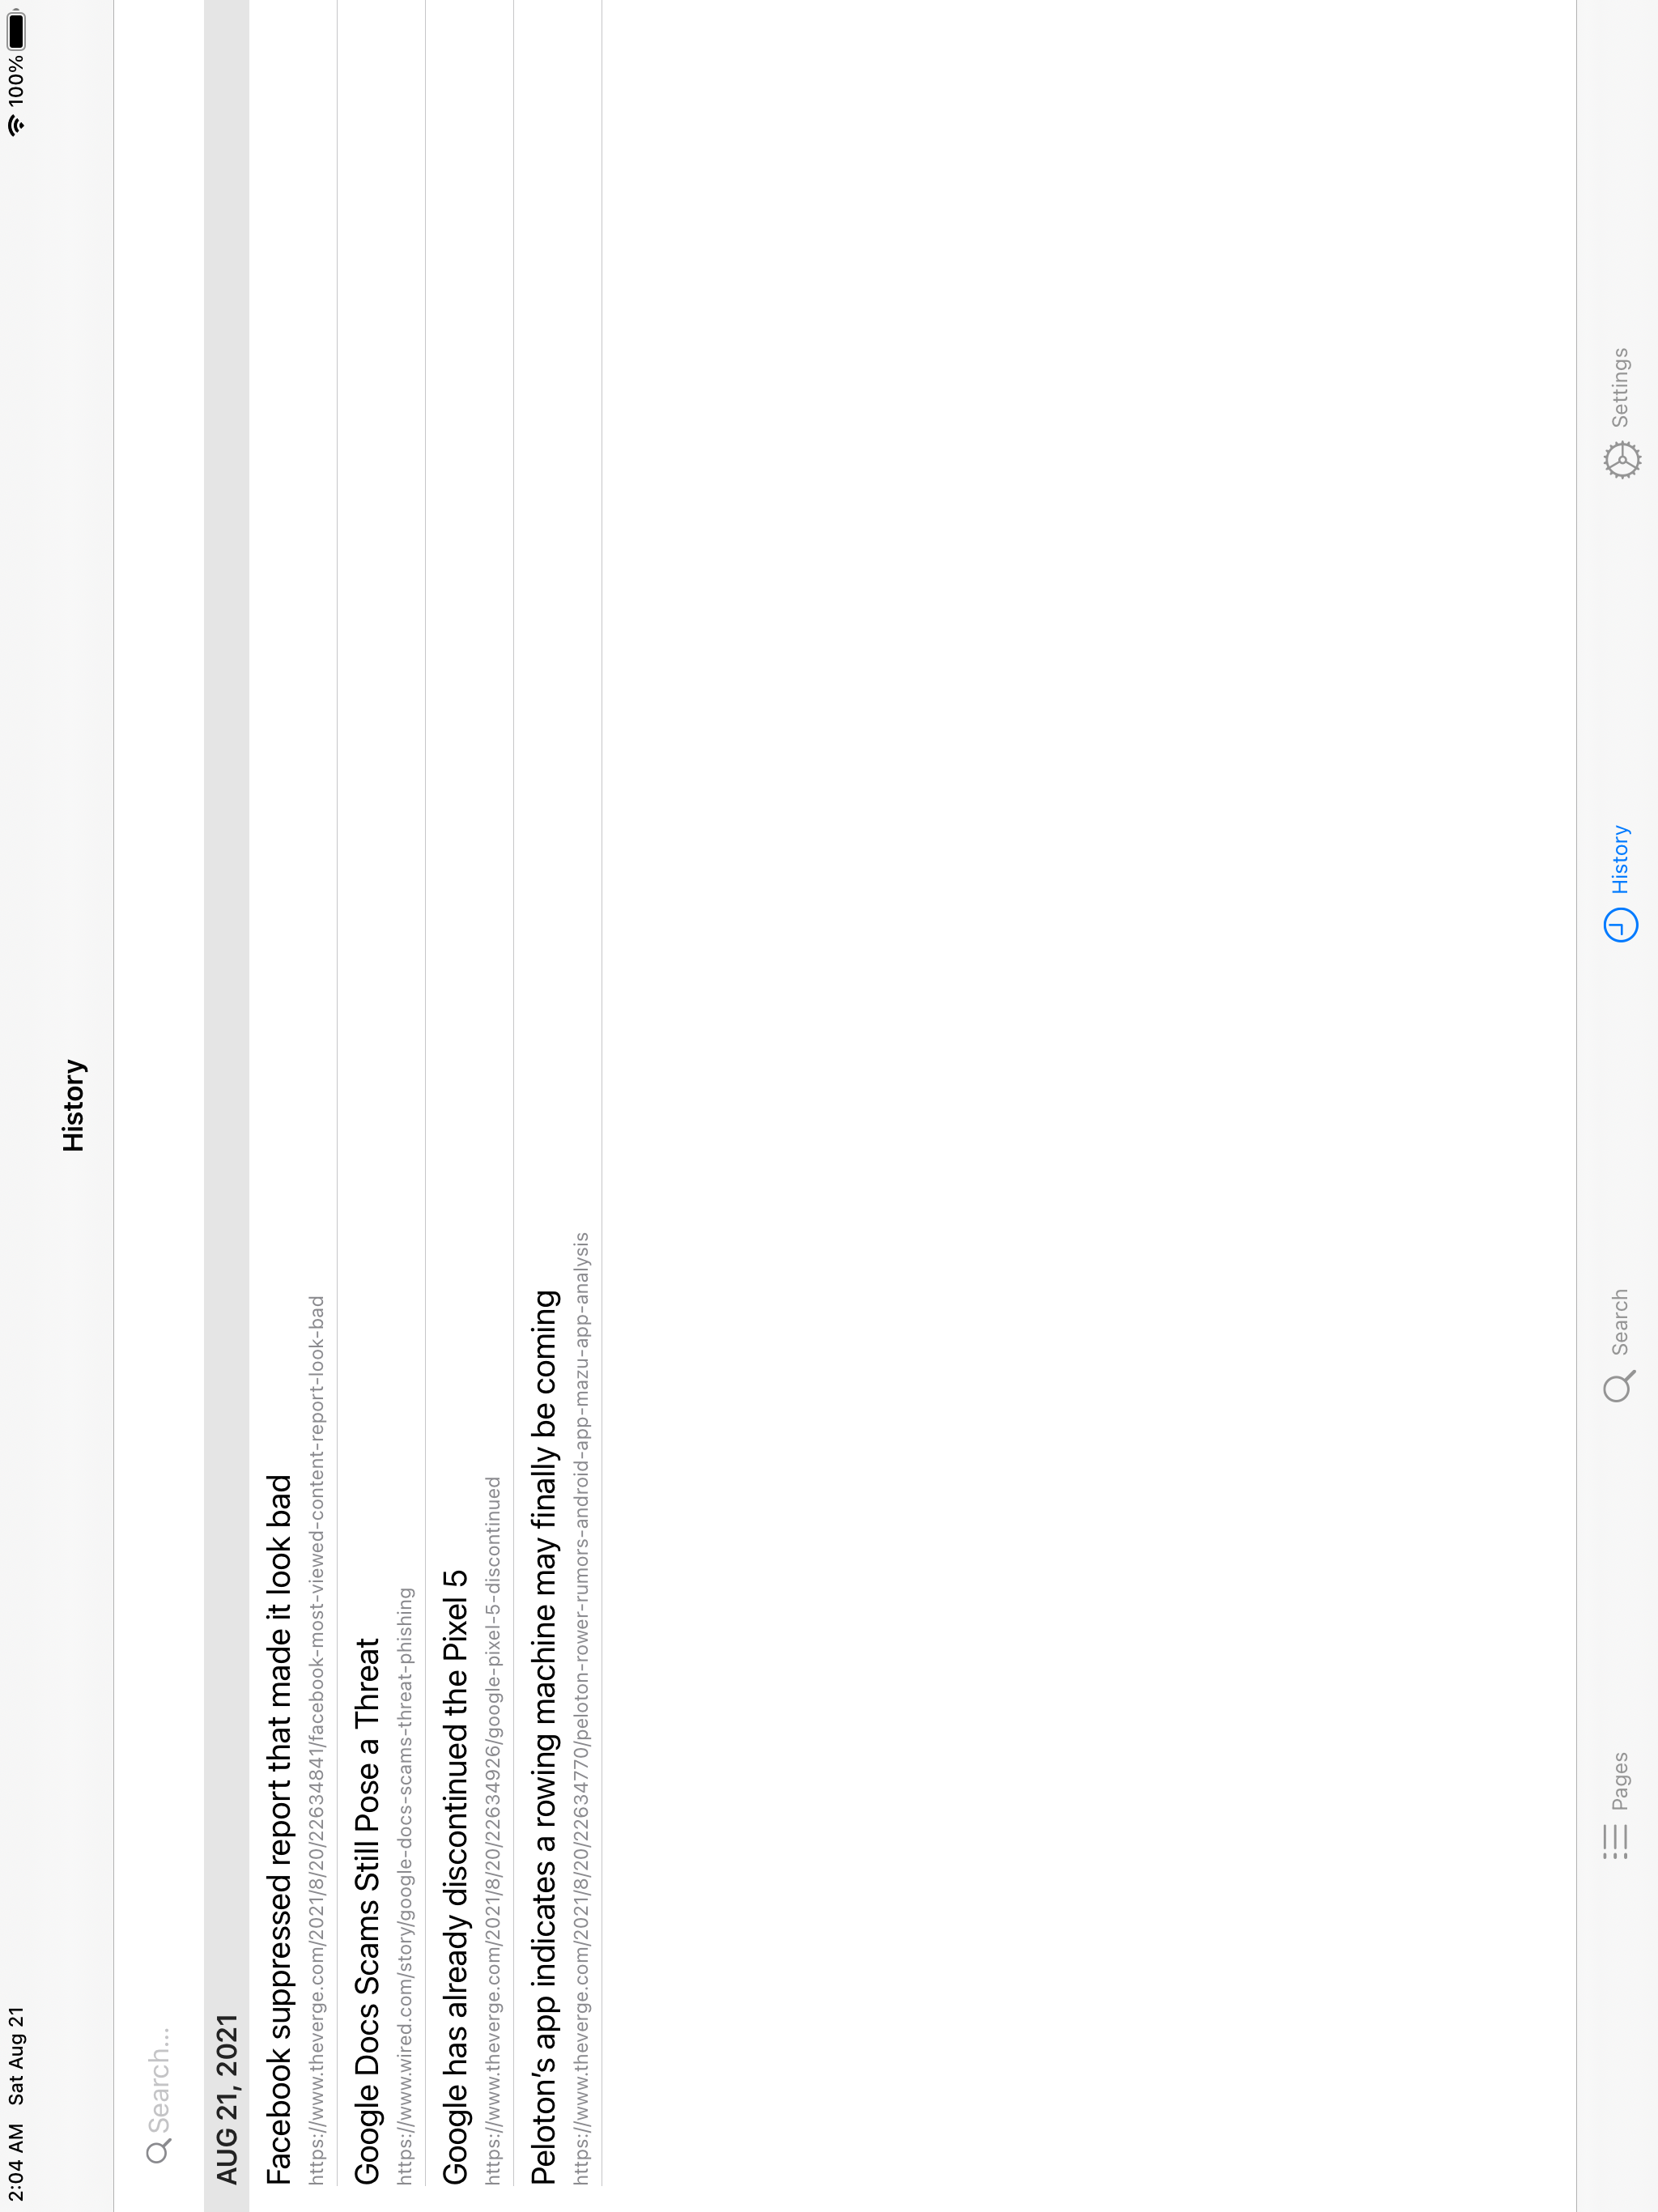 2:04 AM Sat Aug 21
100%
History
Search...
AUG 21, 2021
Facebook suppressed report that made it look bad
https://www.theverge.com/2021/8/20/22634841/facebook-most-viewed-content-report-look-bad
Google Docs Scams Still Pose a Threat
https://www.wired.com/story/google-docs-scams-threat-phishing
Google has already discontinued the Pixel 5
https://www.theverge.com/2021/8/20/22634926/google-pixel-5-discontinued
Peloton’s app indicates a rowing machine may finally be coming
https://www.theverge.com/2021/8/20/22634770/peloton-rower-rumors-android-app-mazu-app-analysis
Pages
Search
History
Settings